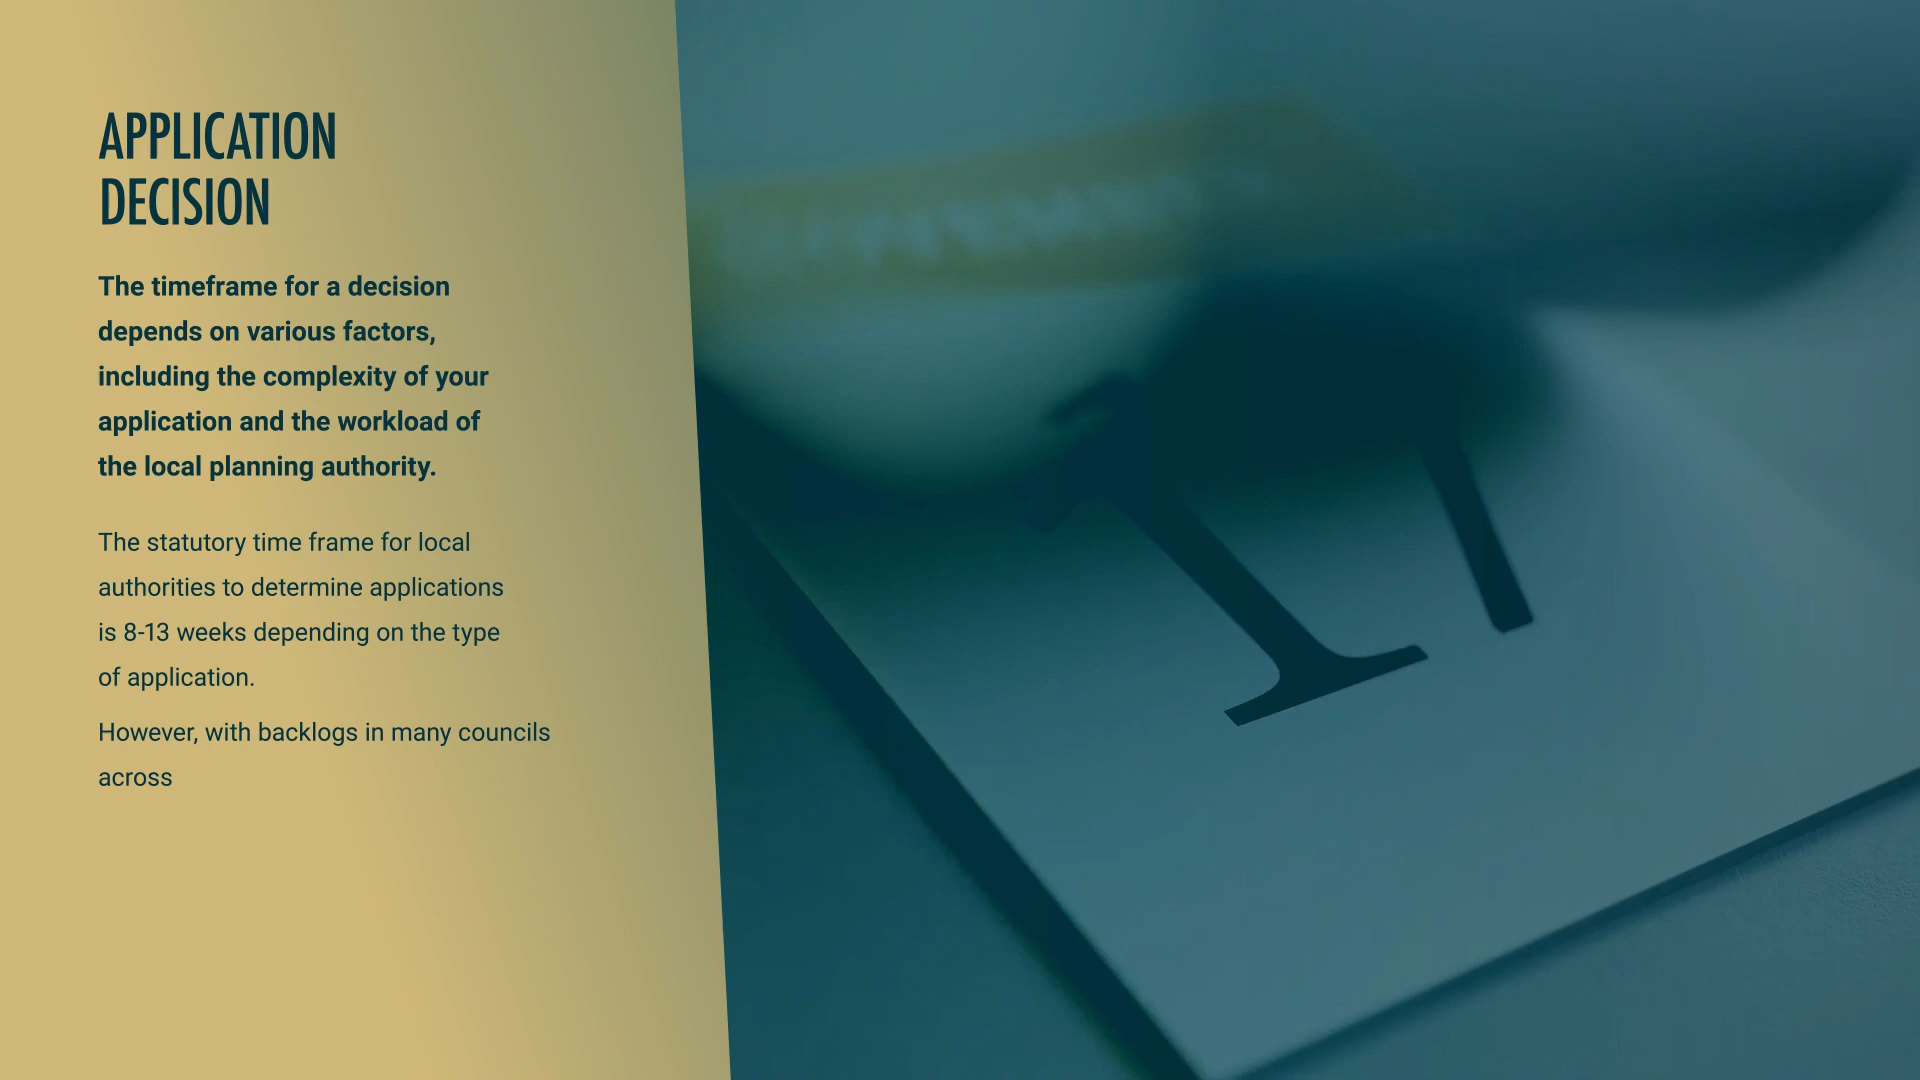 APPLICATION
DECISION
The timeframe for a decision
depends on various factors,
including the complexity of your
application and the workload of
the local planning authority.
The statutory time frame for local
authorities to determine applications
is 8-13 weeks depending on the type
of application.
However, with backlogs in many councils
across